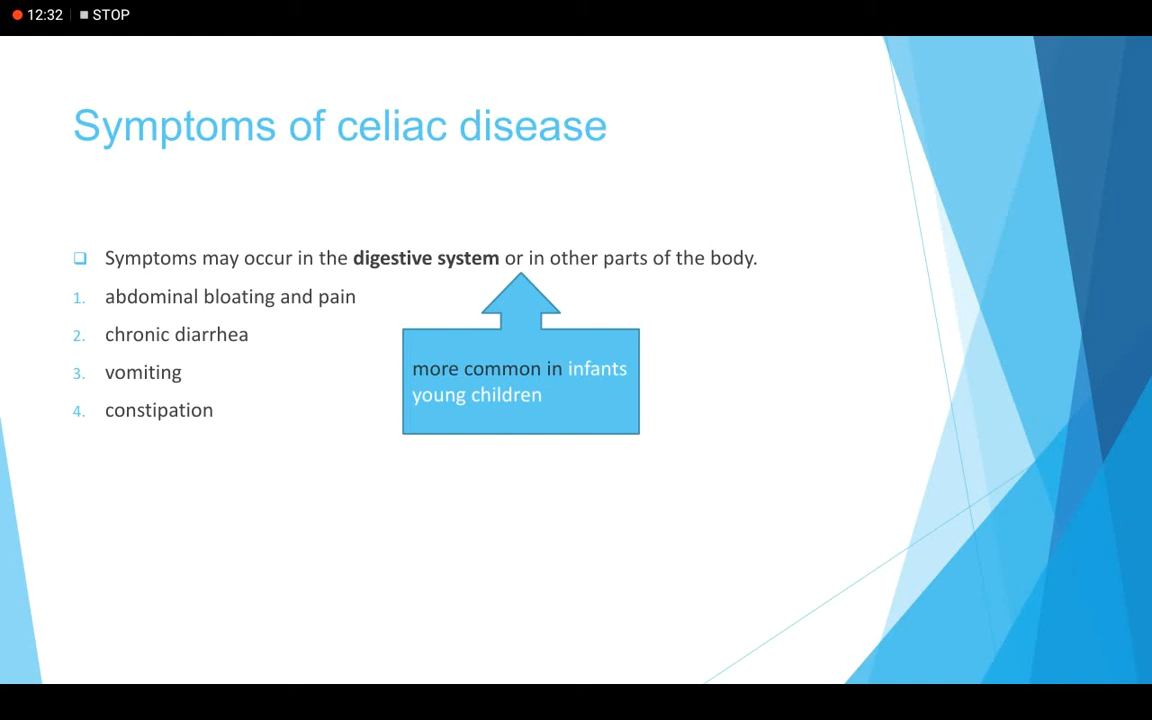 12:32 STOP
Symptoms of celiac disease
Symptoms may occur in the digestive system or in other parts of the body.
1. abdominal bloating and pain
2. chronic diarrhea
3. vomiting
4. constipation
more common in infants
young children